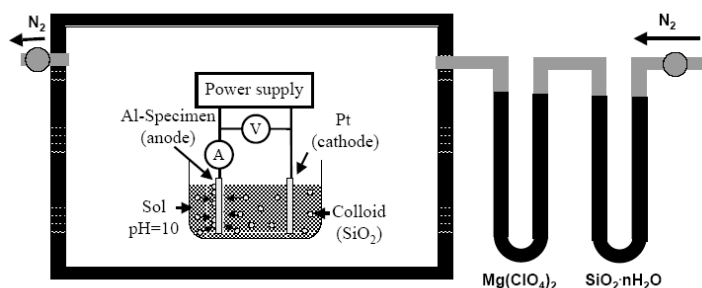 N₂
N₂
Power supply
Al-Specimen
(anode)
V
Pt
(cathode)
A
Sol
pH=10
Colloid
(SiO₂)
Mg(ClO₄)₂
SiO₂·nH₂O